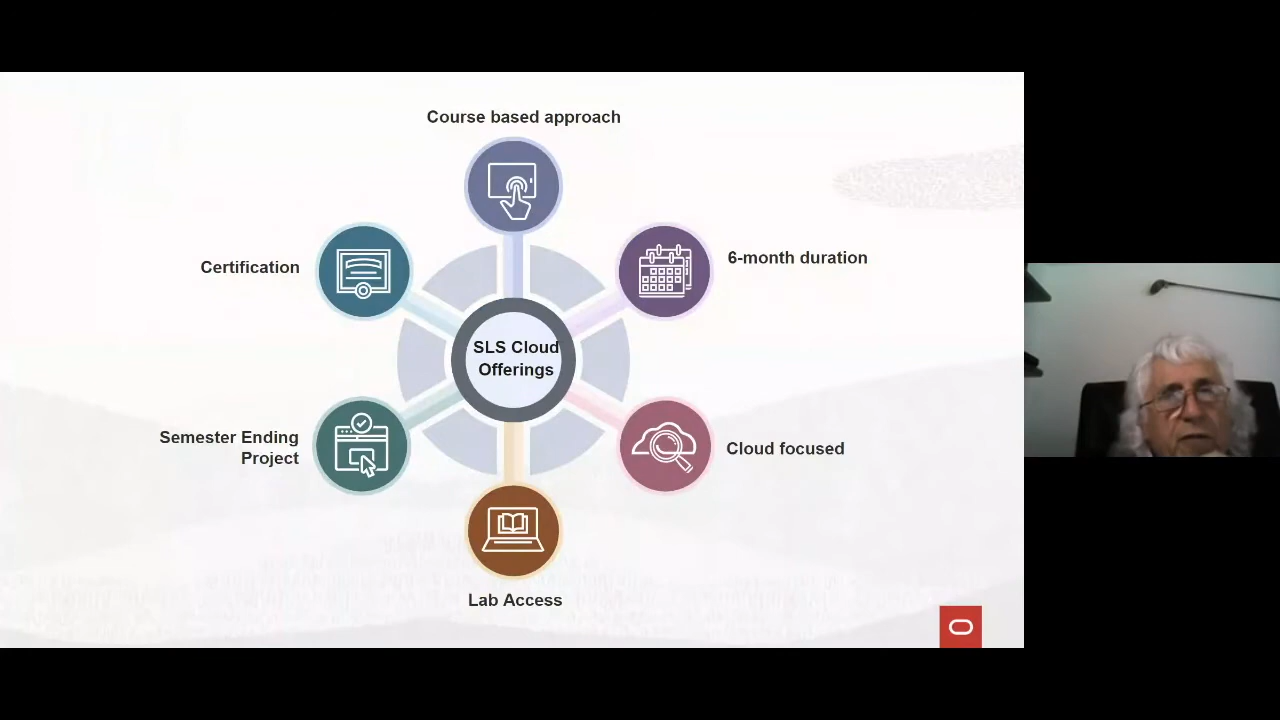 Course based approach
Certification
6-month duration
SLS Cloud
Offerings
Semester Ending
Project
Cloud focused
Lab Access